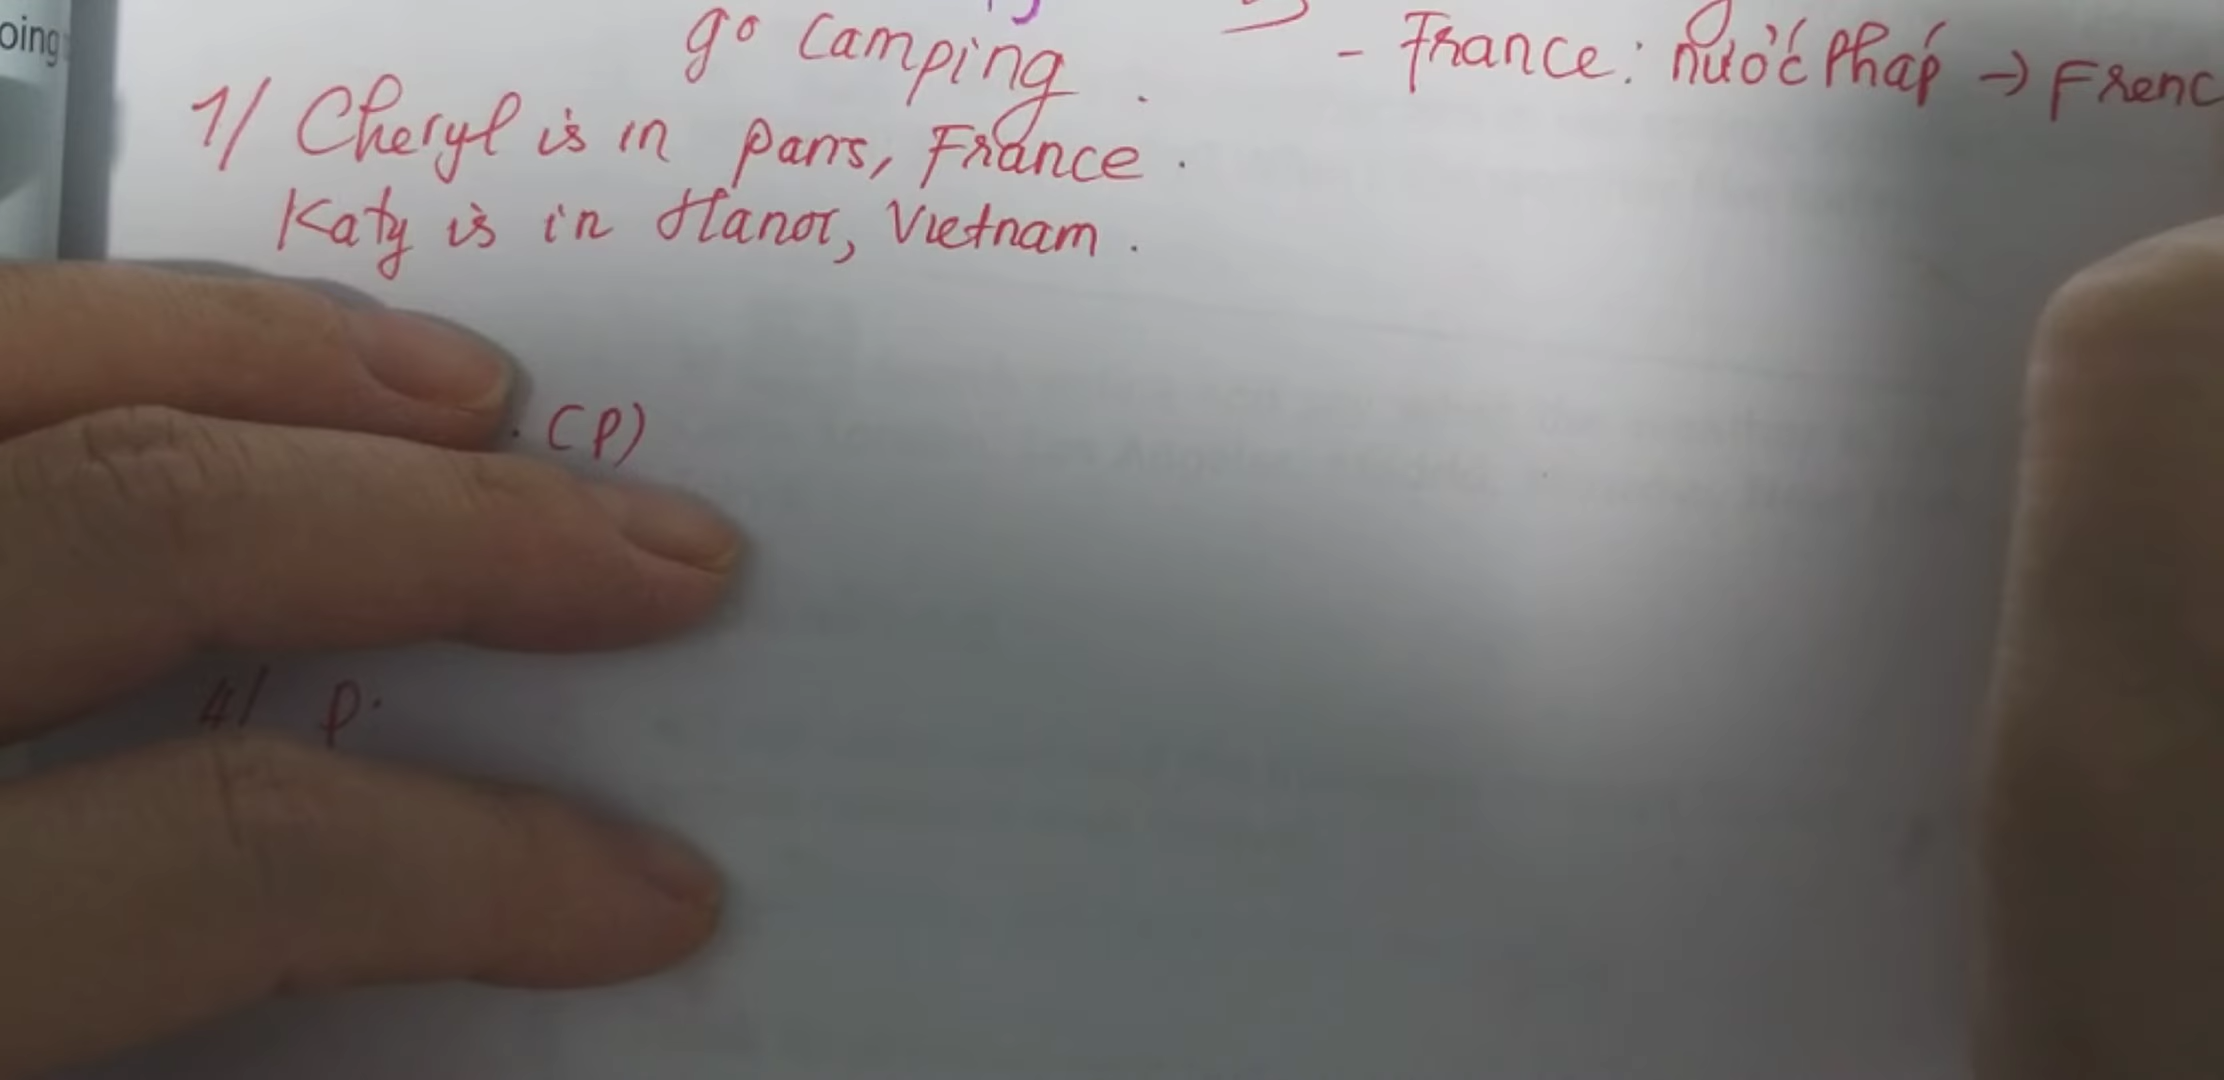 oing
go camping.
- France: nước Pháp → Frenc
1/ Cheryl is in Paris, France.
Katy is in Hanoi, Vietnam.
. (P)
4/ P.